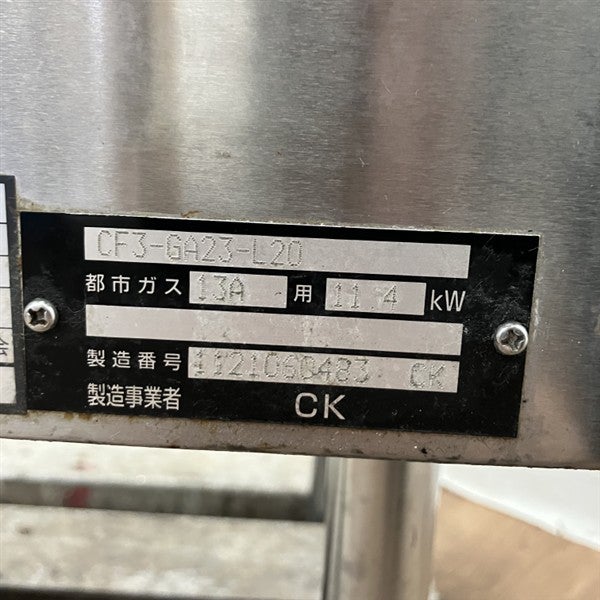 CF3-GA23-L20
都市ガス 13A 用 11.4 kW
製造番号 1121060483 CK
製造事業者 CK
会